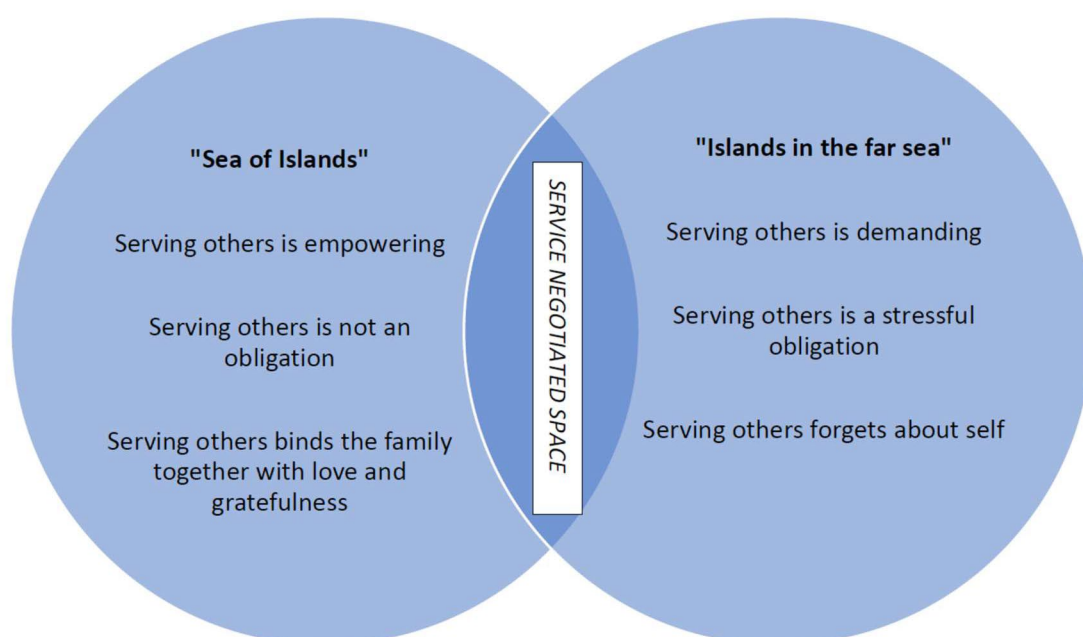 "Sea of Islands"
Serving others is empowering
Serving others is not an
obligation
Serving others binds the family
together with love and
gratefulness
SERVICE NEGOTIATED SPACE
"Islands in the far sea"
Serving others is demanding
Serving others is a stressful
obligation
Serving others forgets about self